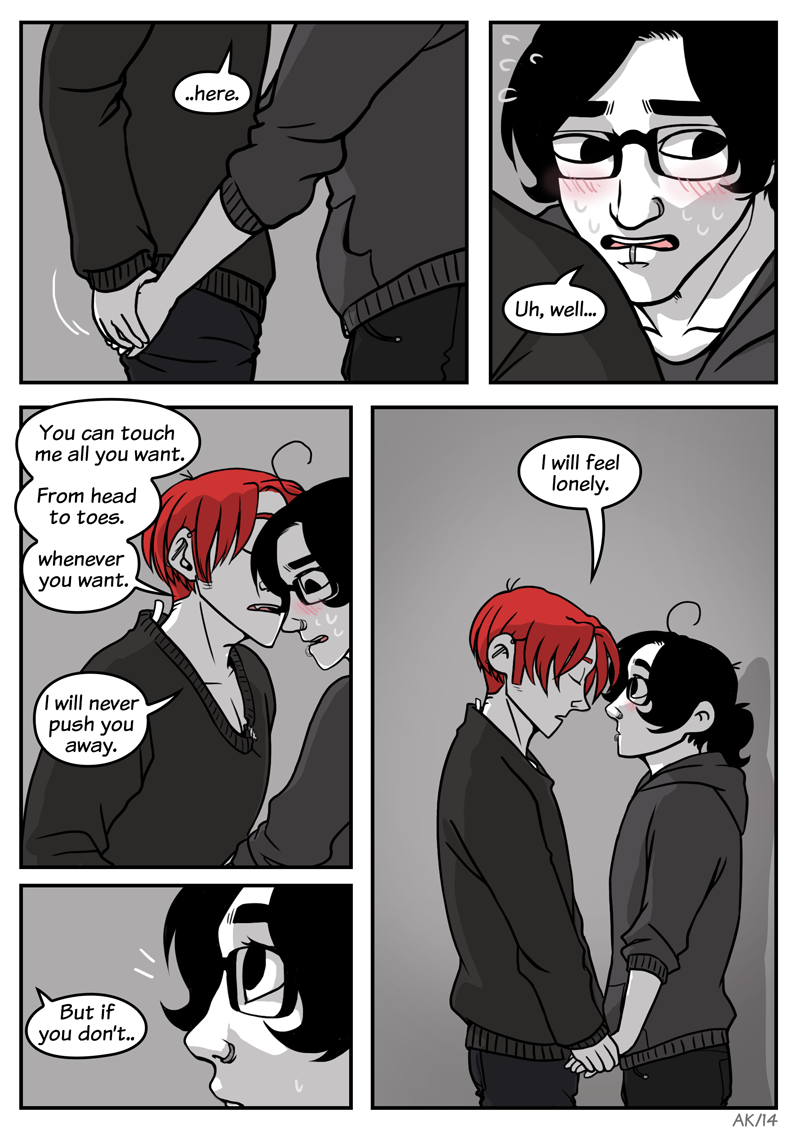 ..here.
Uh, well...
You can touch
me all you want.
From head
to toes.
whenever
you want.
I will never
push you
away.
But if
you don't..
I will feel
lonely.
AK/14